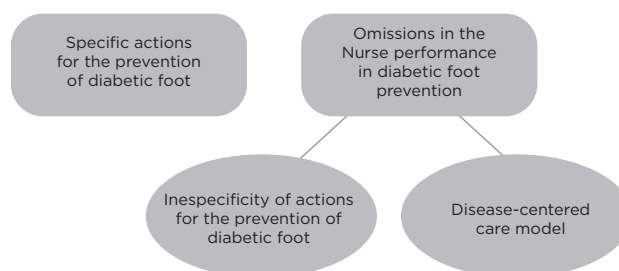 Specific actions
for the prevention
of diabetic foot
Omissions in the
Nurse performance
in diabetic foot
prevention
Inespecificity of actions
for the prevention of
diabetic foot
Disease-centered
care model